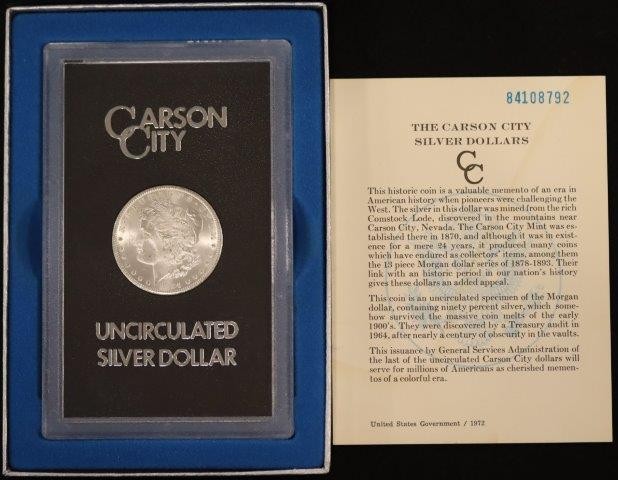 CARSON
CITY
UNCIRCULATED
SILVER DOLLAR
84108792
THE CARSON CITY
SILVER DOLLARS
CC
This historic coin is a valuable memento of an era in
American history when pioneers were challenging the
West. The silver in this dollar was mined from the rich
Comstock Lode, discovered in the mountains near
Carson City, Nevada. The Carson City Mint was es-
tablished there in 1870, and although it was in exist-
ence for a mere 24 years, it produced many coins
which have endured as collectors' items, among them
the 13 piece Morgan dollar series of 1878-1893. Their
link with an historic period in our nation's history
gives these dollars an added appeal.
This coin is an uncirculated specimen of the Morgan
dollar, containing ninety percent silver, which some-
how survived the massive coin melts of the early
1900's. They were discovered by a Treasury audit in
1964, after nearly a century of obscurity in the vaults.
This issuance by General Services Administration of
the last of the uncirculated Carson City dollars will
serve for millions of Americans as cherished memen-
tos of a colorful era.
United States Government / 1972